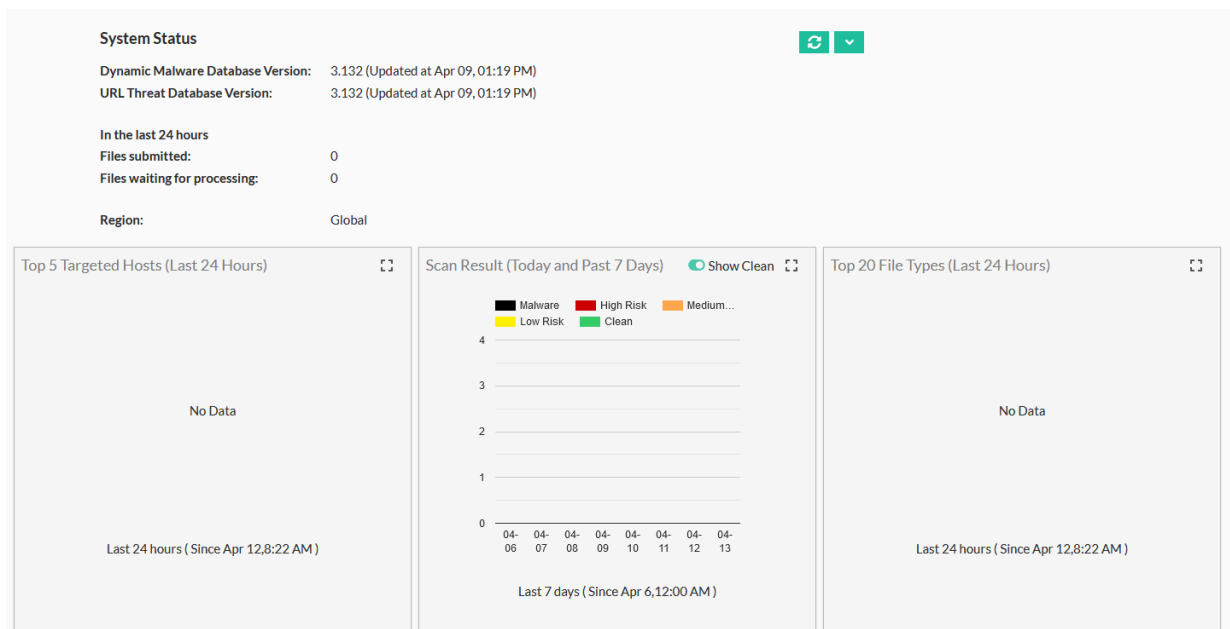 System Status
Dynamic Malware Database Version: 3.132 (Updated at Apr 09, 01:19 PM)
URL Threat Database Version: 3.132 (Updated at Apr 09, 01:19 PM)
In the last 24 hours
Files submitted: 0
Files waiting for processing: 0
Region: Global
Top 5 Targeted Hosts (Last 24 Hours)
No Data
Last 24 hours ( Since Apr 12,8:22 AM )
Scan Result (Today and Past 7 Days) Show Clean
Malware High Risk Medium...
Low Risk Clean
4
3
2
1
0
04-06 04-07 04-08 04-09 04-10 04-11 04-12 04-13
Last 7 days ( Since Apr 6,12:00 AM )
Top 20 File Types (Last 24 Hours)
No Data
Last 24 hours ( Since Apr 12,8:22 AM )